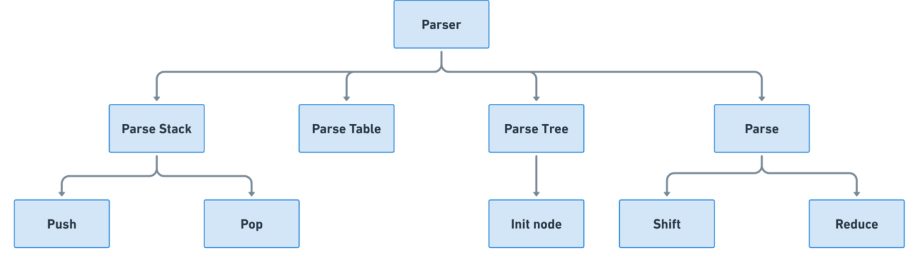 Parser
Parse Stack
Parse Table
Parse Tree
Parse
Push
Pop
Init node
Shift
Reduce